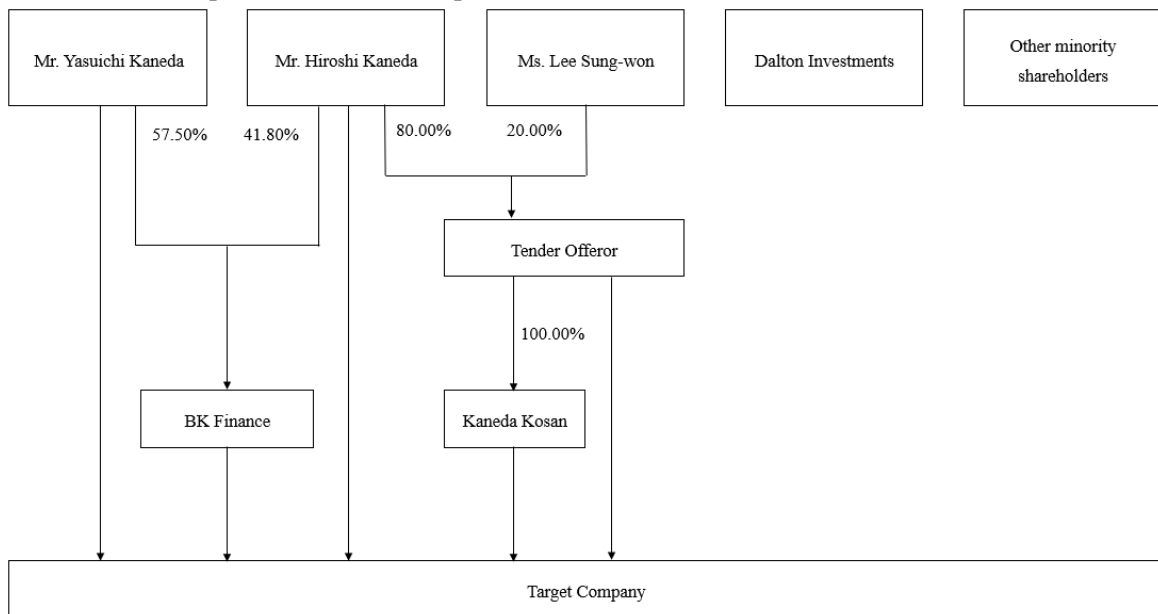 Mr. Yasuichi Kaneda
Mr. Hiroshi Kaneda
Ms. Lee Sung-won
Dalton Investments
Other minority
shareholders
57.50%
41.80%
80.00%
20.00%
Tender Offeror
100.00%
BK Finance
Kaneda Kosan
Target Company